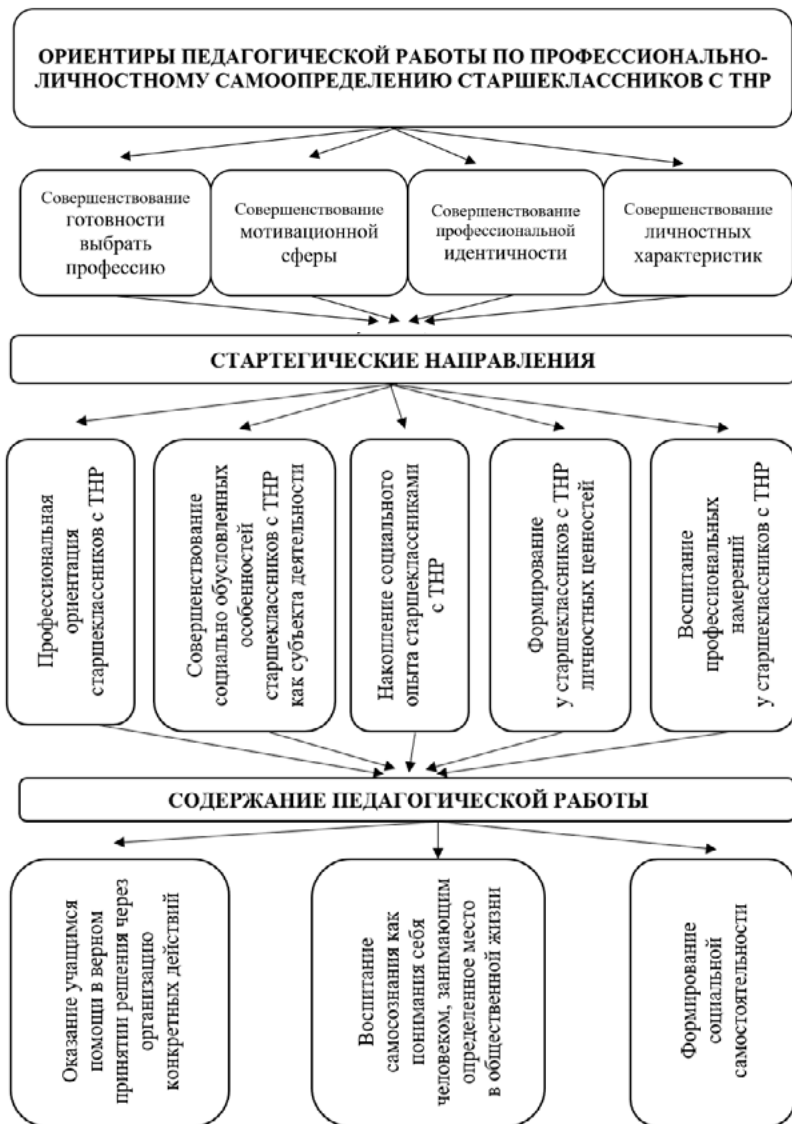 ОРИЕНТИРЫ ПЕДАГОГИЧЕСКОЙ РАБОТЫ ПО ПРОФЕССИОНАЛЬНО-
ЛИЧНОСТНОМУ САМООПРЕДЕЛЕНИЮ СТАРШЕКЛАССНИКОВ С ТНР
Совершенствование
готовности
выбрать
профессию
Совершенствование
мотивационной
сферы
Совершенствование
профессиональной
идентичности
Совершенствование
личностных
характеристик
СТАРТЕГИЧЕСКИЕ НАПРАВЛЕНИЯ
Профессиональная
ориентация
старшеклассников с ТНР
Совершенствование
социально обусловленных
особенностей
старшеклассников с ТНР
как субъекта деятельности
Накопление социального
опыта старшеклассниками
с ТНР
Формирование
у старшеклассников с ТНР
личностных ценностей
Воспитание
профессиональных
намерений
у старшеклассников с ТНР
СОДЕРЖАНИЕ ПЕДАГОГИЧЕСКОЙ РАБОТЫ
Оказание учащимся
помощи в верном
принятии решения через
организацию
конкретных действий
Воспитание
самосознания как
понимания себя
человеком, занимающим
определенное место
в общественной жизни
Формирование
социальной
самостоятельности